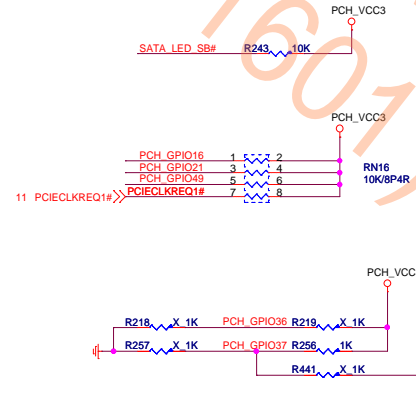 PCH_VCC3
SATA_LED_SB# R243 10K
PCH_VCC3
PCH_GPIO16 1 2
PCH_GPIO21 3 4
PCH_GPIO49 5 6
RN16
10K/8P4R
11 PCIECLKREQ1# PCIECLKREQ1# 7 8
PCH_VCC
R218 X_1K PCH_GPIO36 R219 X_1K
R257 X_1K PCH_GPIO37 R256 1K
R441 X_1K
1601